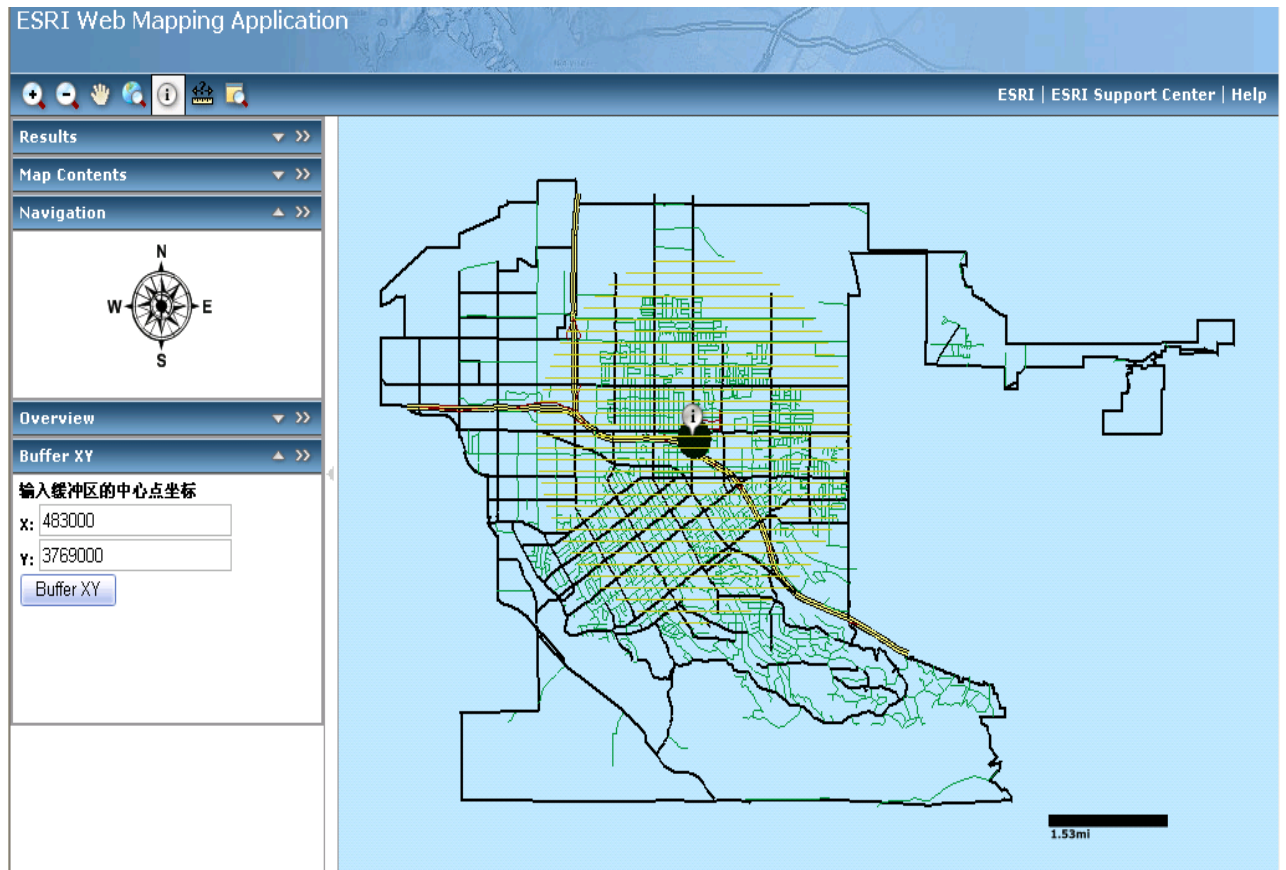 ESRI Web Mapping Application
ESRI | ESRI Support Center | Help
Results
Map Contents
Navigation
N
W E
S
Overview
Buffer XY
输入缓冲区的中心点坐标
X: 483000
Y: 3769000
Buffer XY
1.53mi